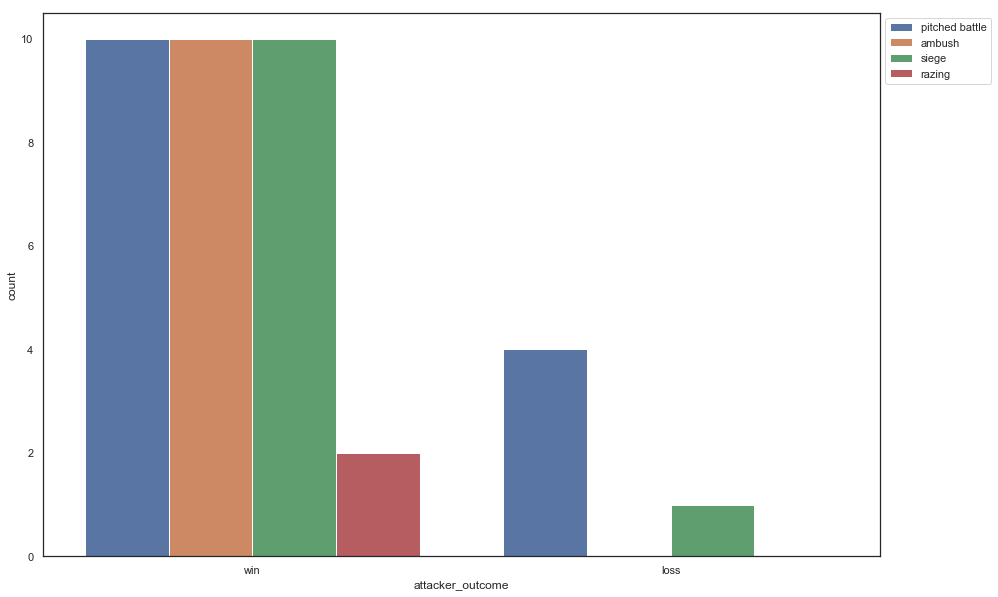 10
8
6
4
2
0
count
win
loss
attacker_outcome
pitched battle
ambush
siege
razing